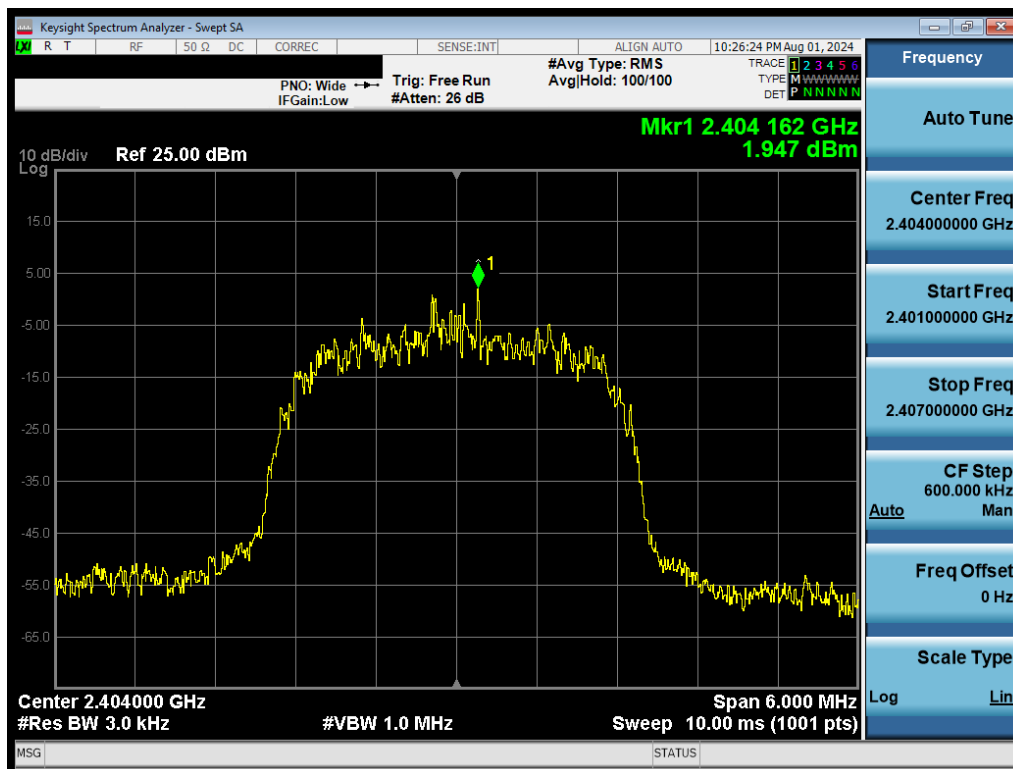 Keysight Spectrum Analyzer - Swept SA
LXI R T RF 50 Ω DC CORREC SENSE:INT ALIGN AUTO 10:26:24 PM Aug 01, 2024
PNO: Wide
IFGain:Low
Trig: Free Run
#Atten: 26 dB
#Avg Type: RMS
Avg|Hold: 100/100
TRACE 1 2 3 4 5 6
TYPE M W W W W W
DET P N N N N N
Mkr1 2.404 162 GHz
1.947 dBm
10 dB/div Ref 25.00 dBm
Log
15.0
5.00
-5.00
-15.0
-25.0
-35.0
-45.0
-55.0
-65.0
1
Center 2.404000 GHz Span 6.000 MHz
#Res BW 3.0 kHz #VBW 1.0 MHz Sweep 10.00 ms (1001 pts)
MSG STATUS
Frequency
Auto Tune
Center Freq
2.404000000 GHz
Start Freq
2.401000000 GHz
Stop Freq
2.407000000 GHz
CF Step
600.000 kHz
Auto Man
Freq Offset
0 Hz
Scale Type
Log Lin